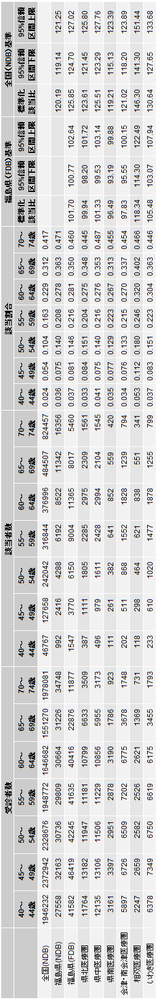 受診者数 該当者数 該当割合 福島県(FDB)基準 全国(NDB)基準
40～44歳 45～49歳 50～54歳 55～59歳 60～64歳 65～69歳 70～74歳 40～44歳 45～49歳 50～54歳 55～59歳 60～64歳 65～69歳 70～74歳 40～44歳 45～49歳 50～54歳 55～59歳 60～64歳 65～69歳 70～74歳 標準化該当比 95%信頼区間下限 95%信頼区間上限 標準化該当比 95%信頼区間下限 95%信頼区間上限
全国(NDB) 1946232 2372942 2328676 1948772 1646682 1551270 1978081 46767 127658 242042 316844 376996 484507 824457 0.024 0.054 0.104 0.163 0.229 0.312 0.417
福島県(NDB) 27558 32163 30736 29809 30664 31226 34748 992 2416 4288 6192 8522 11342 16356 0.036 0.075 0.140 0.208 0.278 0.363 0.471 120.19 119.14 121.25
福島県(FDB) 41582 46419 42245 41635 40416 22876 11877 1547 3770 6150 9004 11365 8017 5460 0.037 0.081 0.146 0.216 0.281 0.350 0.460 101.70 100.77 102.64 125.85 124.70 127.02
県北医療圏 11764 13182 11947 11181 10799 6633 3509 387 1111 1805 2285 2975 2309 1561 0.033 0.084 0.151 0.204 0.275 0.348 0.445 99.94 98.20 101.72 123.61 121.45 125.80
県中医療圏 12135 13106 11506 11229 10856 5955 3173 496 979 1611 2428 2994 2104 1545 0.041 0.075 0.140 0.216 0.276 0.353 0.487 101.33 99.53 103.14 125.51 123.29 127.76
県南医療圏 3161 3397 2951 2878 3190 1786 923 111 261 382 641 852 559 420 0.035 0.077 0.129 0.223 0.267 0.313 0.455 96.49 93.19 99.88 119.21 115.13 123.39
会津・南会津医療圏 5897 6726 6509 7202 6775 3678 1748 202 511 868 1552 1828 1239 794 0.034 0.076 0.133 0.215 0.270 0.337 0.454 97.83 95.55 100.15 121.02 118.20 123.89
相双医療圏 2247 2659 2582 2526 2621 1369 731 118 298 464 621 838 551 341 0.053 0.112 0.180 0.246 0.320 0.402 0.466 118.34 114.30 122.49 146.30 141.30 151.44
いわき医療圏 6378 7349 6750 6619 6175 3455 1793 233 610 1020 1477 1878 1255 799 0.037 0.083 0.151 0.223 0.304 0.363 0.446 105.48 103.07 107.94 130.64 127.65 133.68